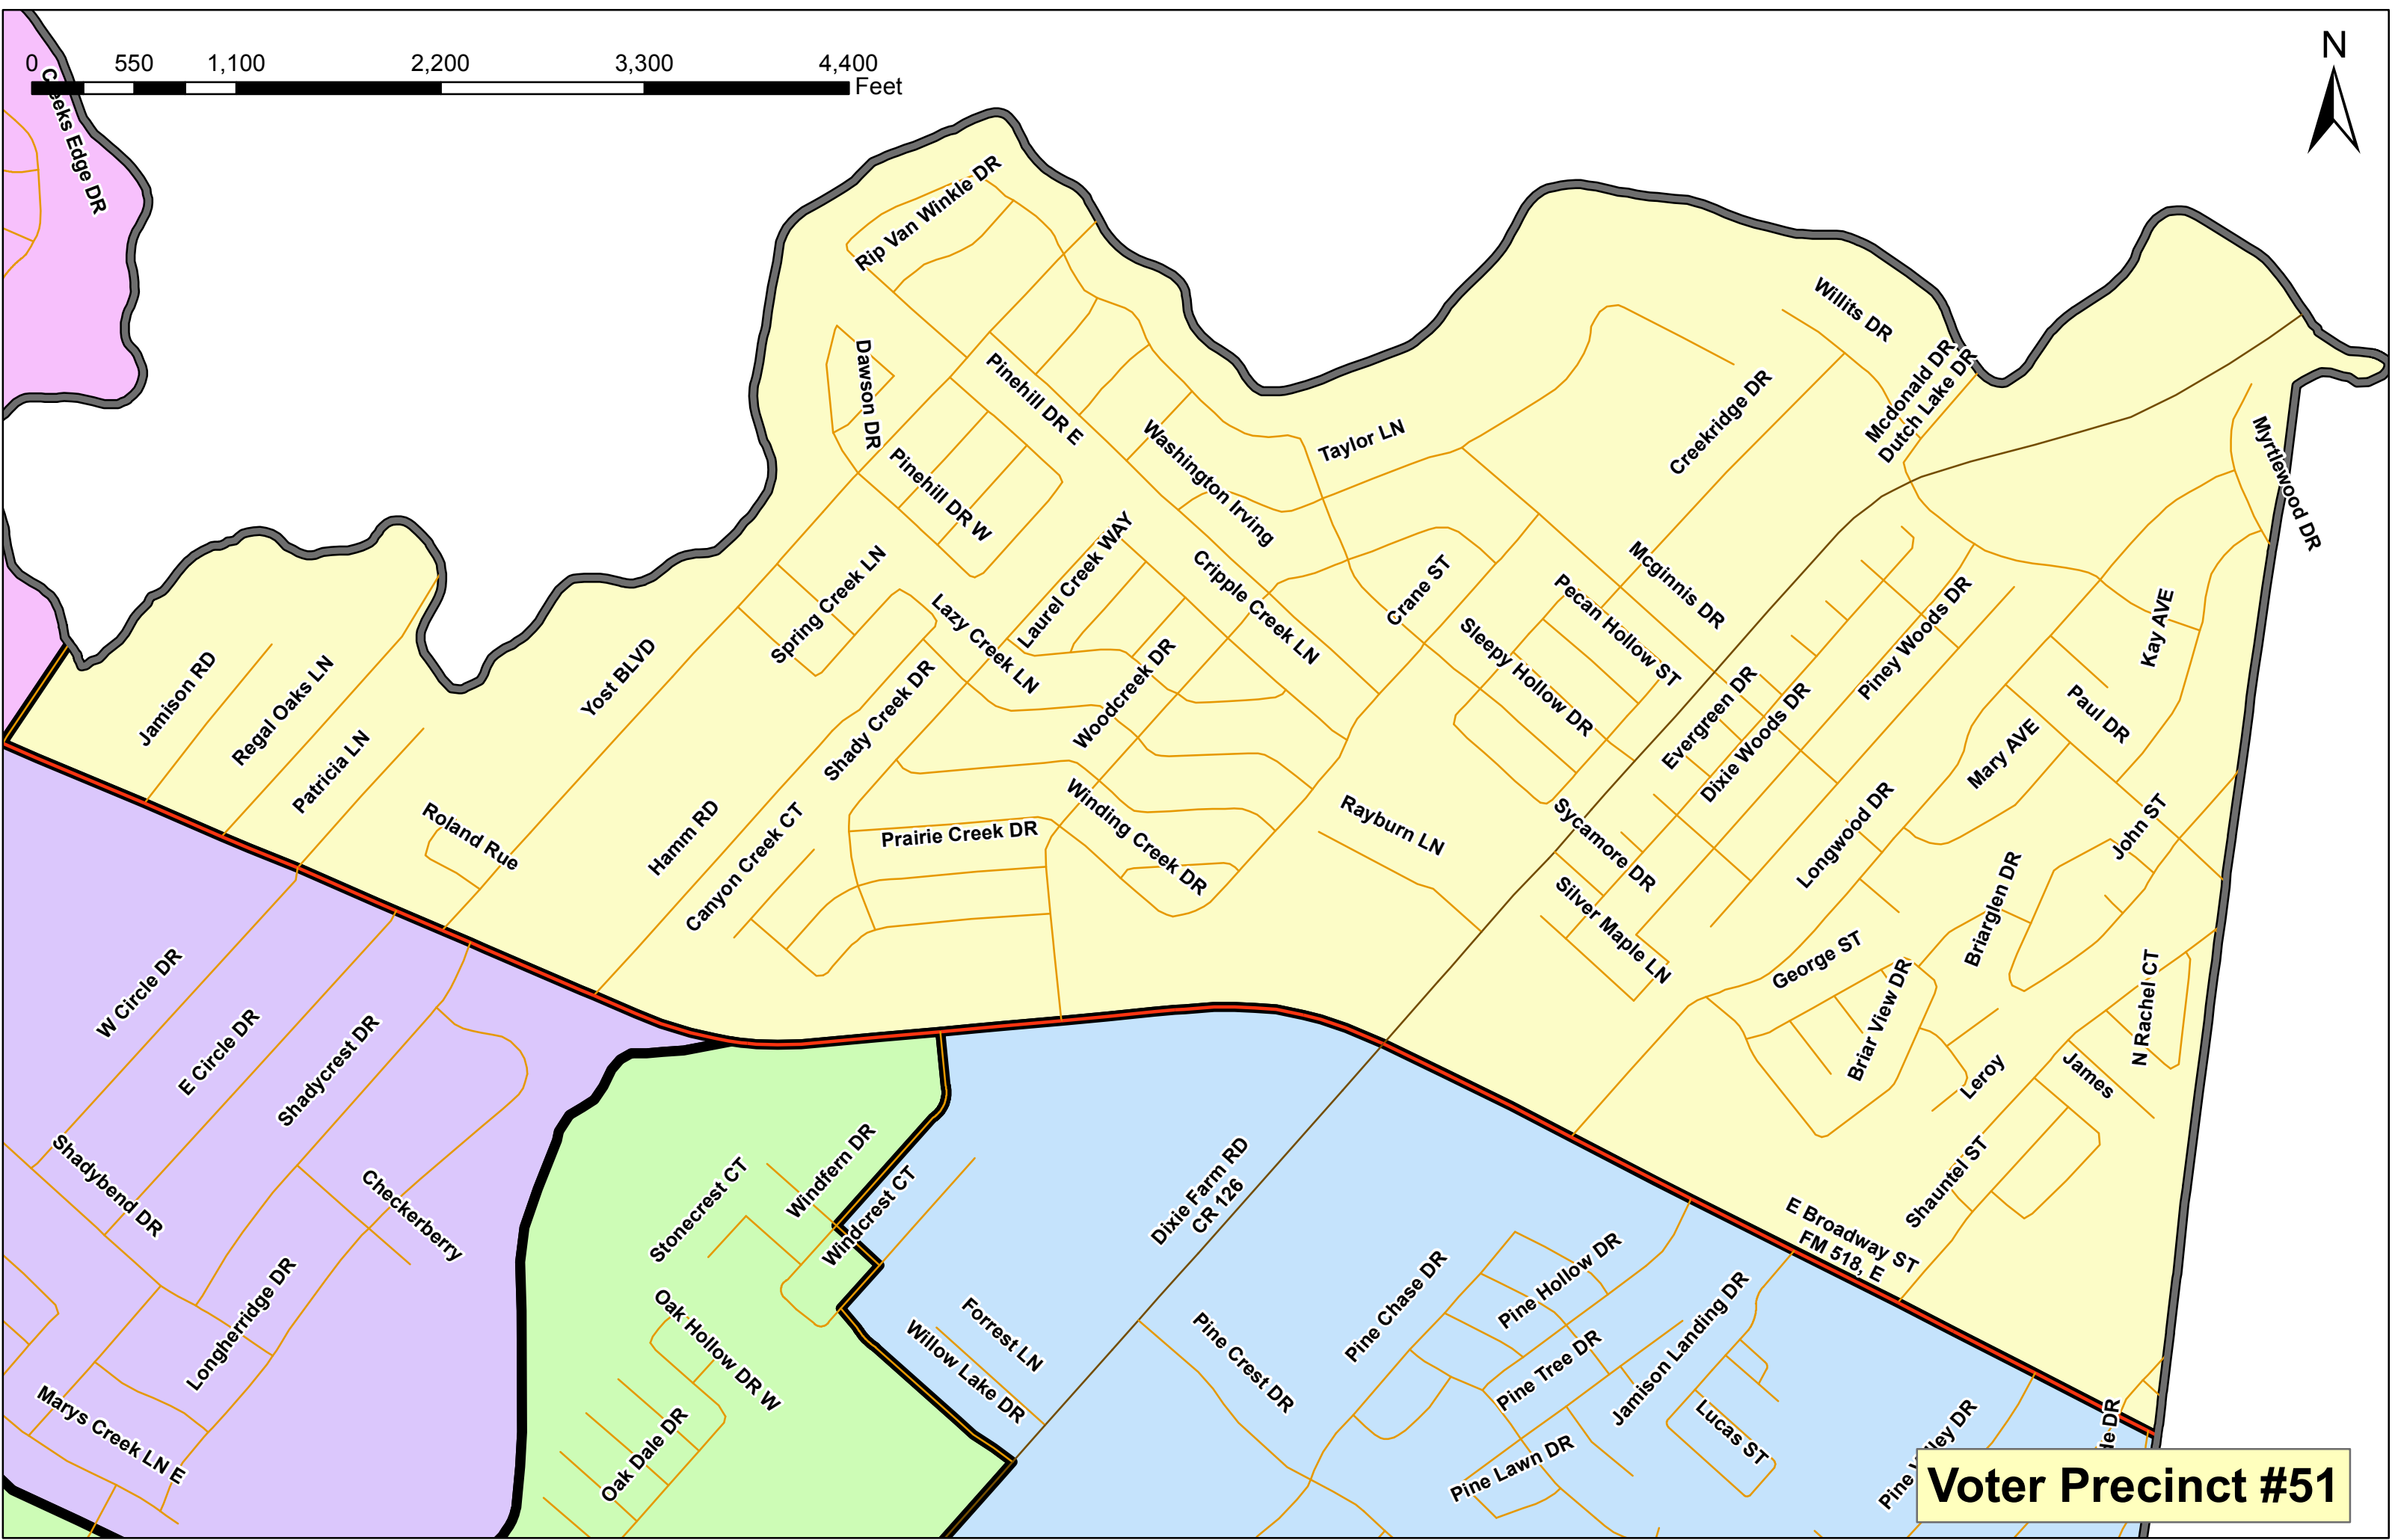 0 550 1,100 2,200 3,300 4,400
Feet
N
Creeks Edge DR
Rip Van Winkle DR
Willits DR
Dawson DR
Pinehill DR E
Mcdonald DR
Dutch Lake DR
Creekridge DR
Taylor LN
Washington Irving
Myrtlewood DR
Pinehill DR W
Laurel Creek WAY
Spring Creek LN
Lazy Creek LN
Cripple Creek LN
Crane ST
Mcginnis DR
Pecan Hollow ST
Sleepy Hollow DR
Piney Woods DR
Kay AVE
Jamison RD
Regal Oaks LN
Patricia LN
Yost BLVD
Shady Creek DR
Woodcreek DR
Evergreen DR
Dixie Woods DR
Paul DR
Mary AVE
Roland Rue
Hamm RD
Canyon Creek CT
Prairie Creek DR
Winding Creek DR
Rayburn LN
Sycamore DR
Longwood DR
John ST
Silver Maple LN
Briarglen DR
George ST
Briar View DR
N Rachel CT
Leroy
James
W Circle DR
E Circle DR
Shadycrest DR
Shadybend DR
Checkerberry
Stonecrest CT
Windfern DR
Windcrest CT
Dixie Farm RD
CR 126
Shauntel ST
E Broadway ST
FM 518, E
Longherridge DR
Marys Creek LN E
Oak Hollow DR W
Oak Dale DR
Forrest LN
Willow Lake DR
Pine Crest DR
Pine Chase DR
Pine Hollow DR
Pine Tree DR
Jamison Landing DR
Lucas ST
Pine Lawn DR
Pine
lley DR
DR
Voter Precinct #51